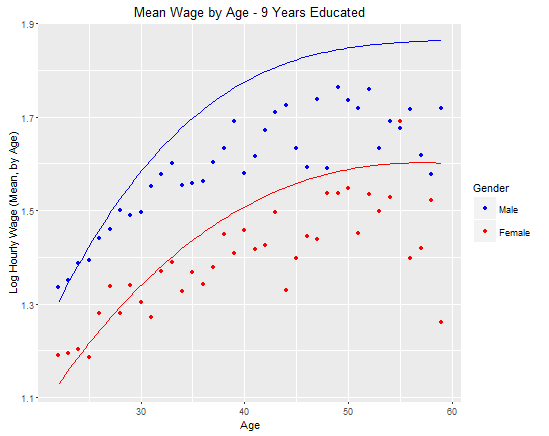 Mean Wage by Age - 9 Years Educated
Log Hourly Wage (Mean, by Age)
1.9
1.7
1.5
1.3
1.1
30
40
50
60
Age
Gender
Male
Female